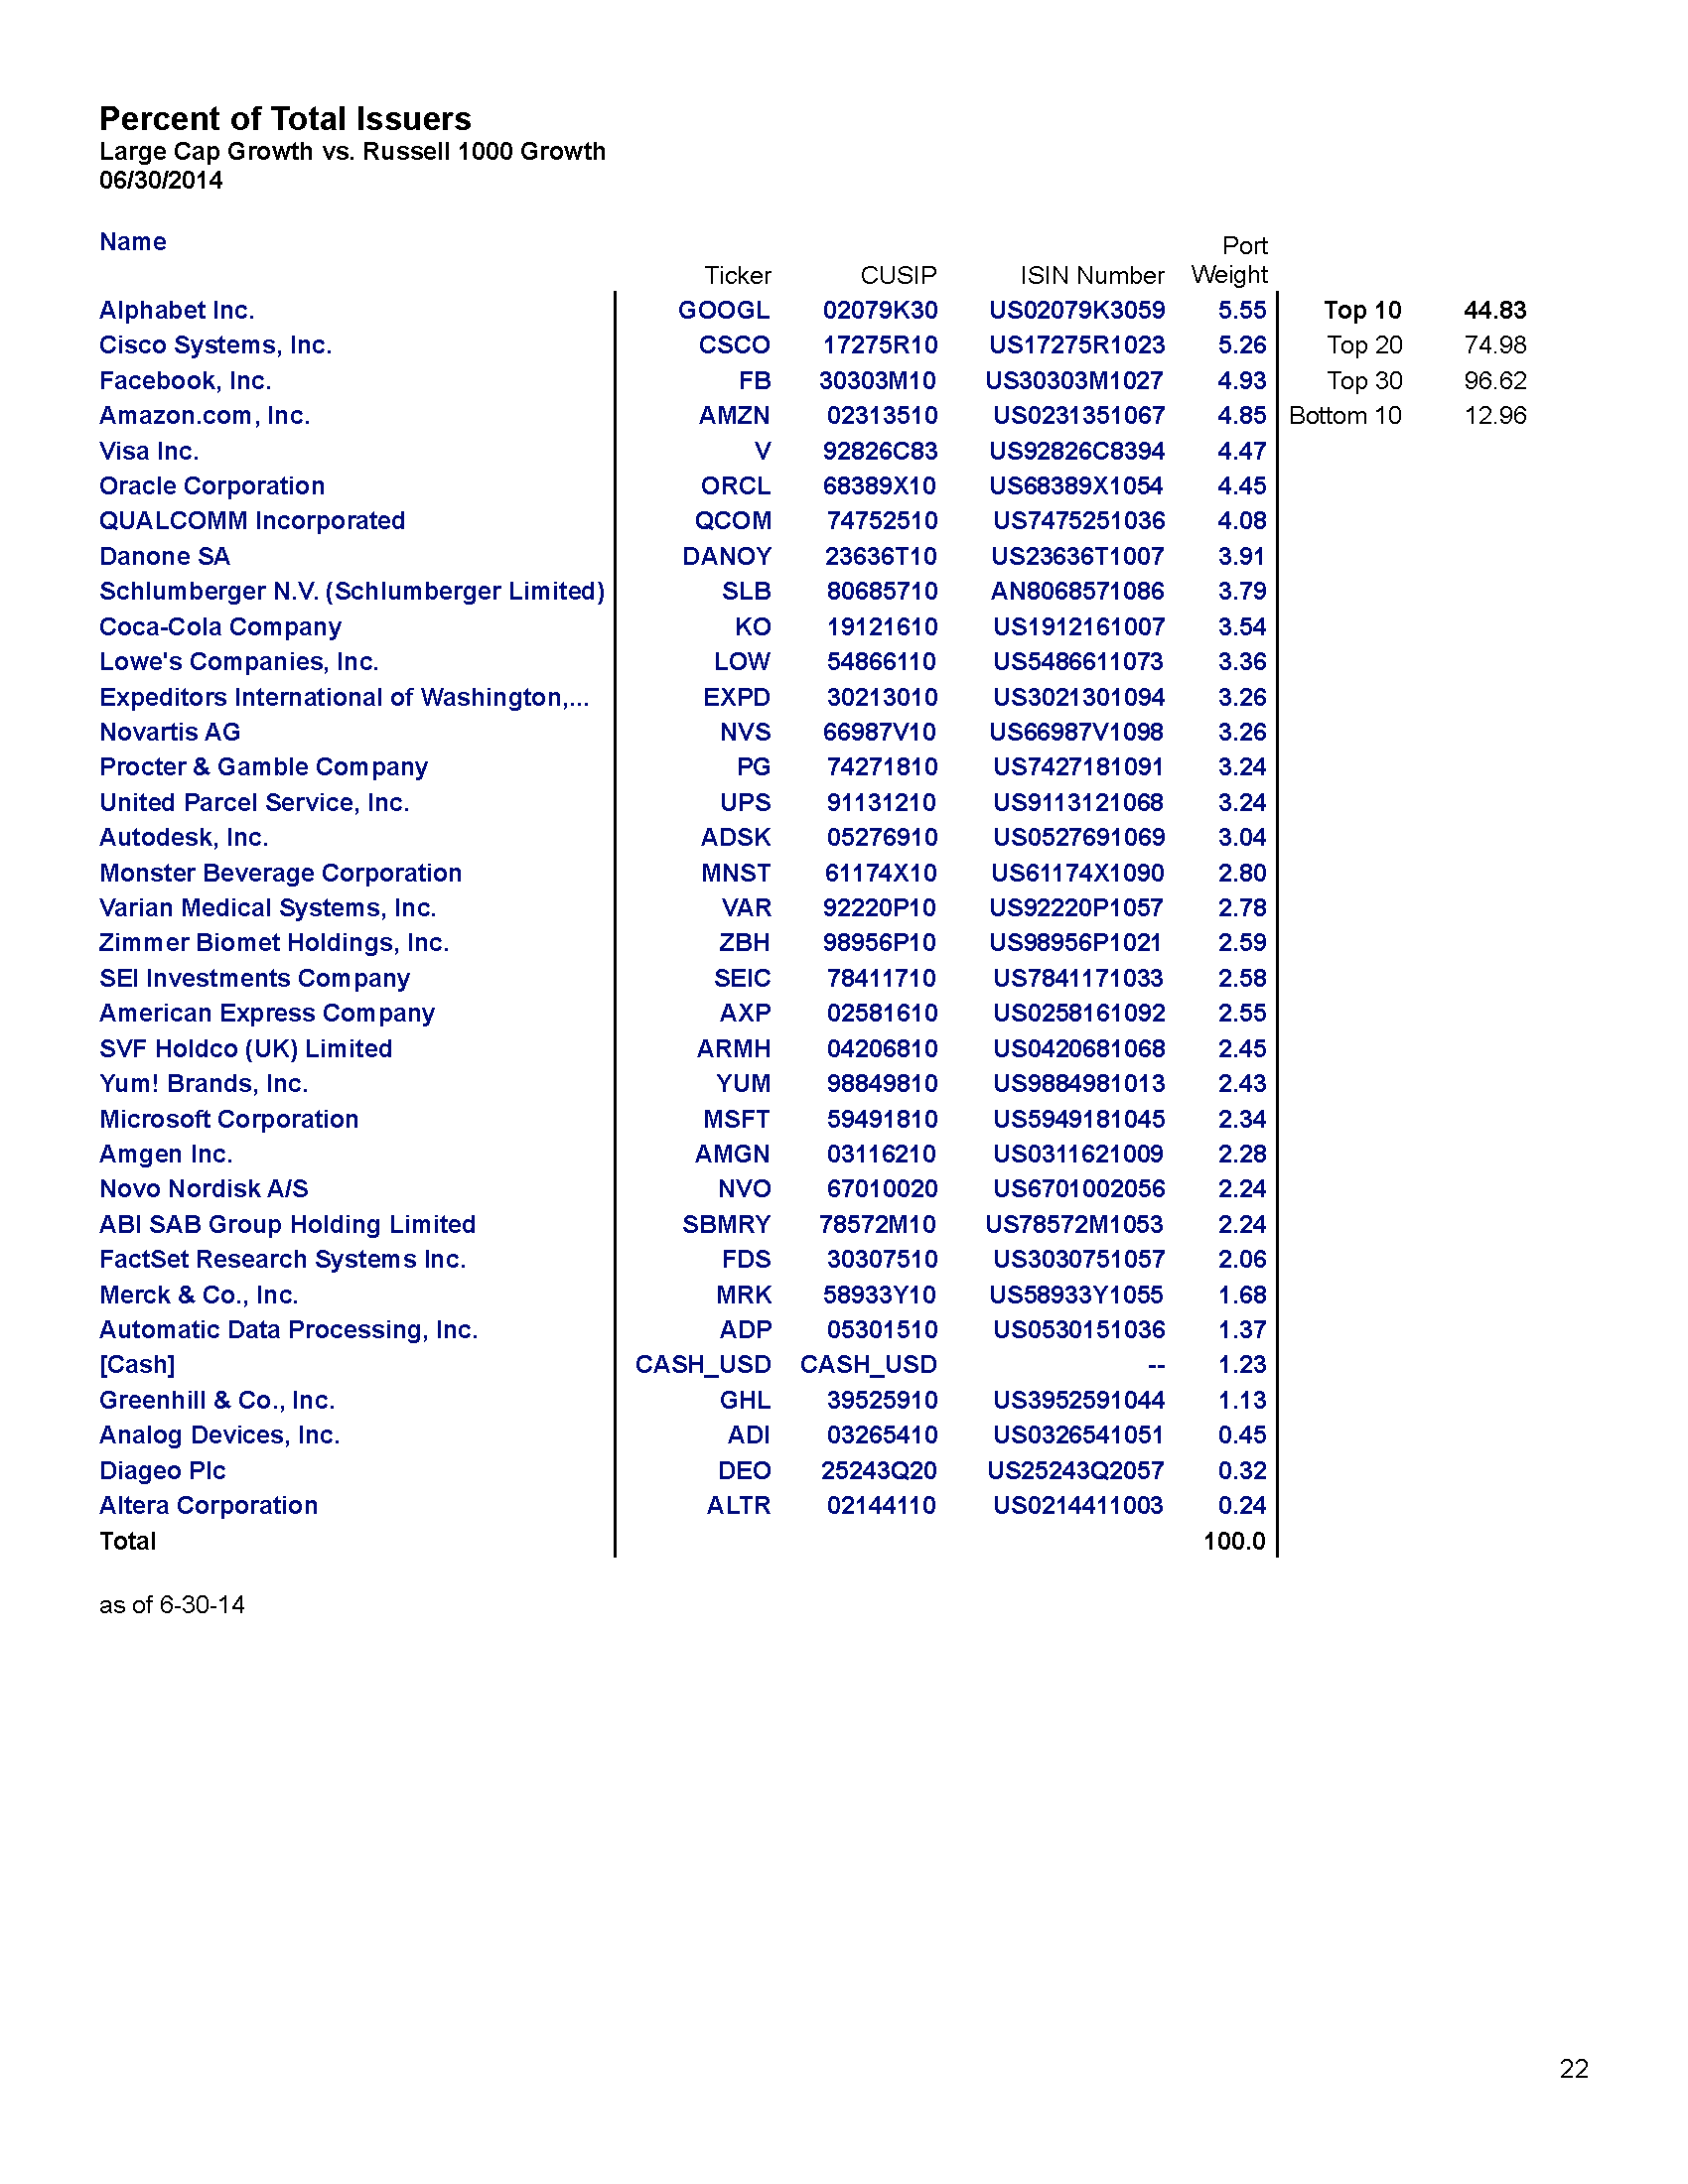 Percent of Total Issuers
Large Cap Growth vs. Russell 1000 Growth
06/30/2014
Name Ticker CUSIP ISIN Number Port Weight
Alphabet Inc. GOOGL 02079K30 US02079K3059 5.55 Top 10 44.83
Cisco Systems, Inc. CSCO 17275R10 US17275R1023 5.26 Top 20 74.98
Facebook, Inc. FB 30303M10 US30303M1027 4.93 Top 30 96.62
Amazon.com, Inc. AMZN 02313510 US0231351067 4.85 Bottom 10 12.96
Visa Inc. V 92826C83 US92826C8394 4.47
Oracle Corporation ORCL 68389X10 US68389X1054 4.45
QUALCOMM Incorporated QCOM 74752510 US7475251036 4.08
Danone SA DANOY 23636T10 US23636T1007 3.91
Schlumberger N.V. (Schlumberger Limited) SLB 80685710 AN8068571086 3.79
Coca-Cola Company KO 19121610 US1912161007 3.54
Lowe's Companies, Inc. LOW 54866110 US5486611073 3.36
Expeditors International of Washington,... EXPD 30213010 US3021301094 3.26
Novartis AG NVS 66987V10 US66987V1098 3.26
Procter & Gamble Company PG 74271810 US7427181091 3.24
United Parcel Service, Inc. UPS 91131210 US9113121068 3.24
Autodesk, Inc. ADSK 05276910 US0527691069 3.04
Monster Beverage Corporation MNST 61174X10 US61174X1090 2.80
Varian Medical Systems, Inc. VAR 92220P10 US92220P1057 2.78
Zimmer Biomet Holdings, Inc. ZBH 98956P10 US98956P1021 2.59
SEI Investments Company SEIC 78411710 US7841171033 2.58
American Express Company AXP 02581610 US0258161092 2.55
SVF Holdco (UK) Limited ARMH 04206810 US0420681068 2.45
Yum! Brands, Inc. YUM 98849810 US9884981013 2.43
Microsoft Corporation MSFT 59491810 US5949181045 2.34
Amgen Inc. AMGN 03116210 US0311621009 2.28
Novo Nordisk A/S NVO 67010020 US6701002056 2.24
ABI SAB Group Holding Limited SBMRY 78572M10 US78572M1053 2.24
FactSet Research Systems Inc. FDS 30307510 US3030751057 2.06
Merck & Co., Inc. MRK 58933Y10 US58933Y1055 1.68
Automatic Data Processing, Inc. ADP 05301510 US0530151036 1.37
[Cash] CASH_USD CASH_USD -- 1.23
Greenhill & Co., Inc. GHL 39525910 US3952591044 1.13
Analog Devices, Inc. ADI 03265410 US0326541051 0.45
Diageo Plc DEO 25243Q20 US25243Q2057 0.32
Altera Corporation ALTR 02144110 US0214411003 0.24
Total 100.0
as of 6-30-14
22